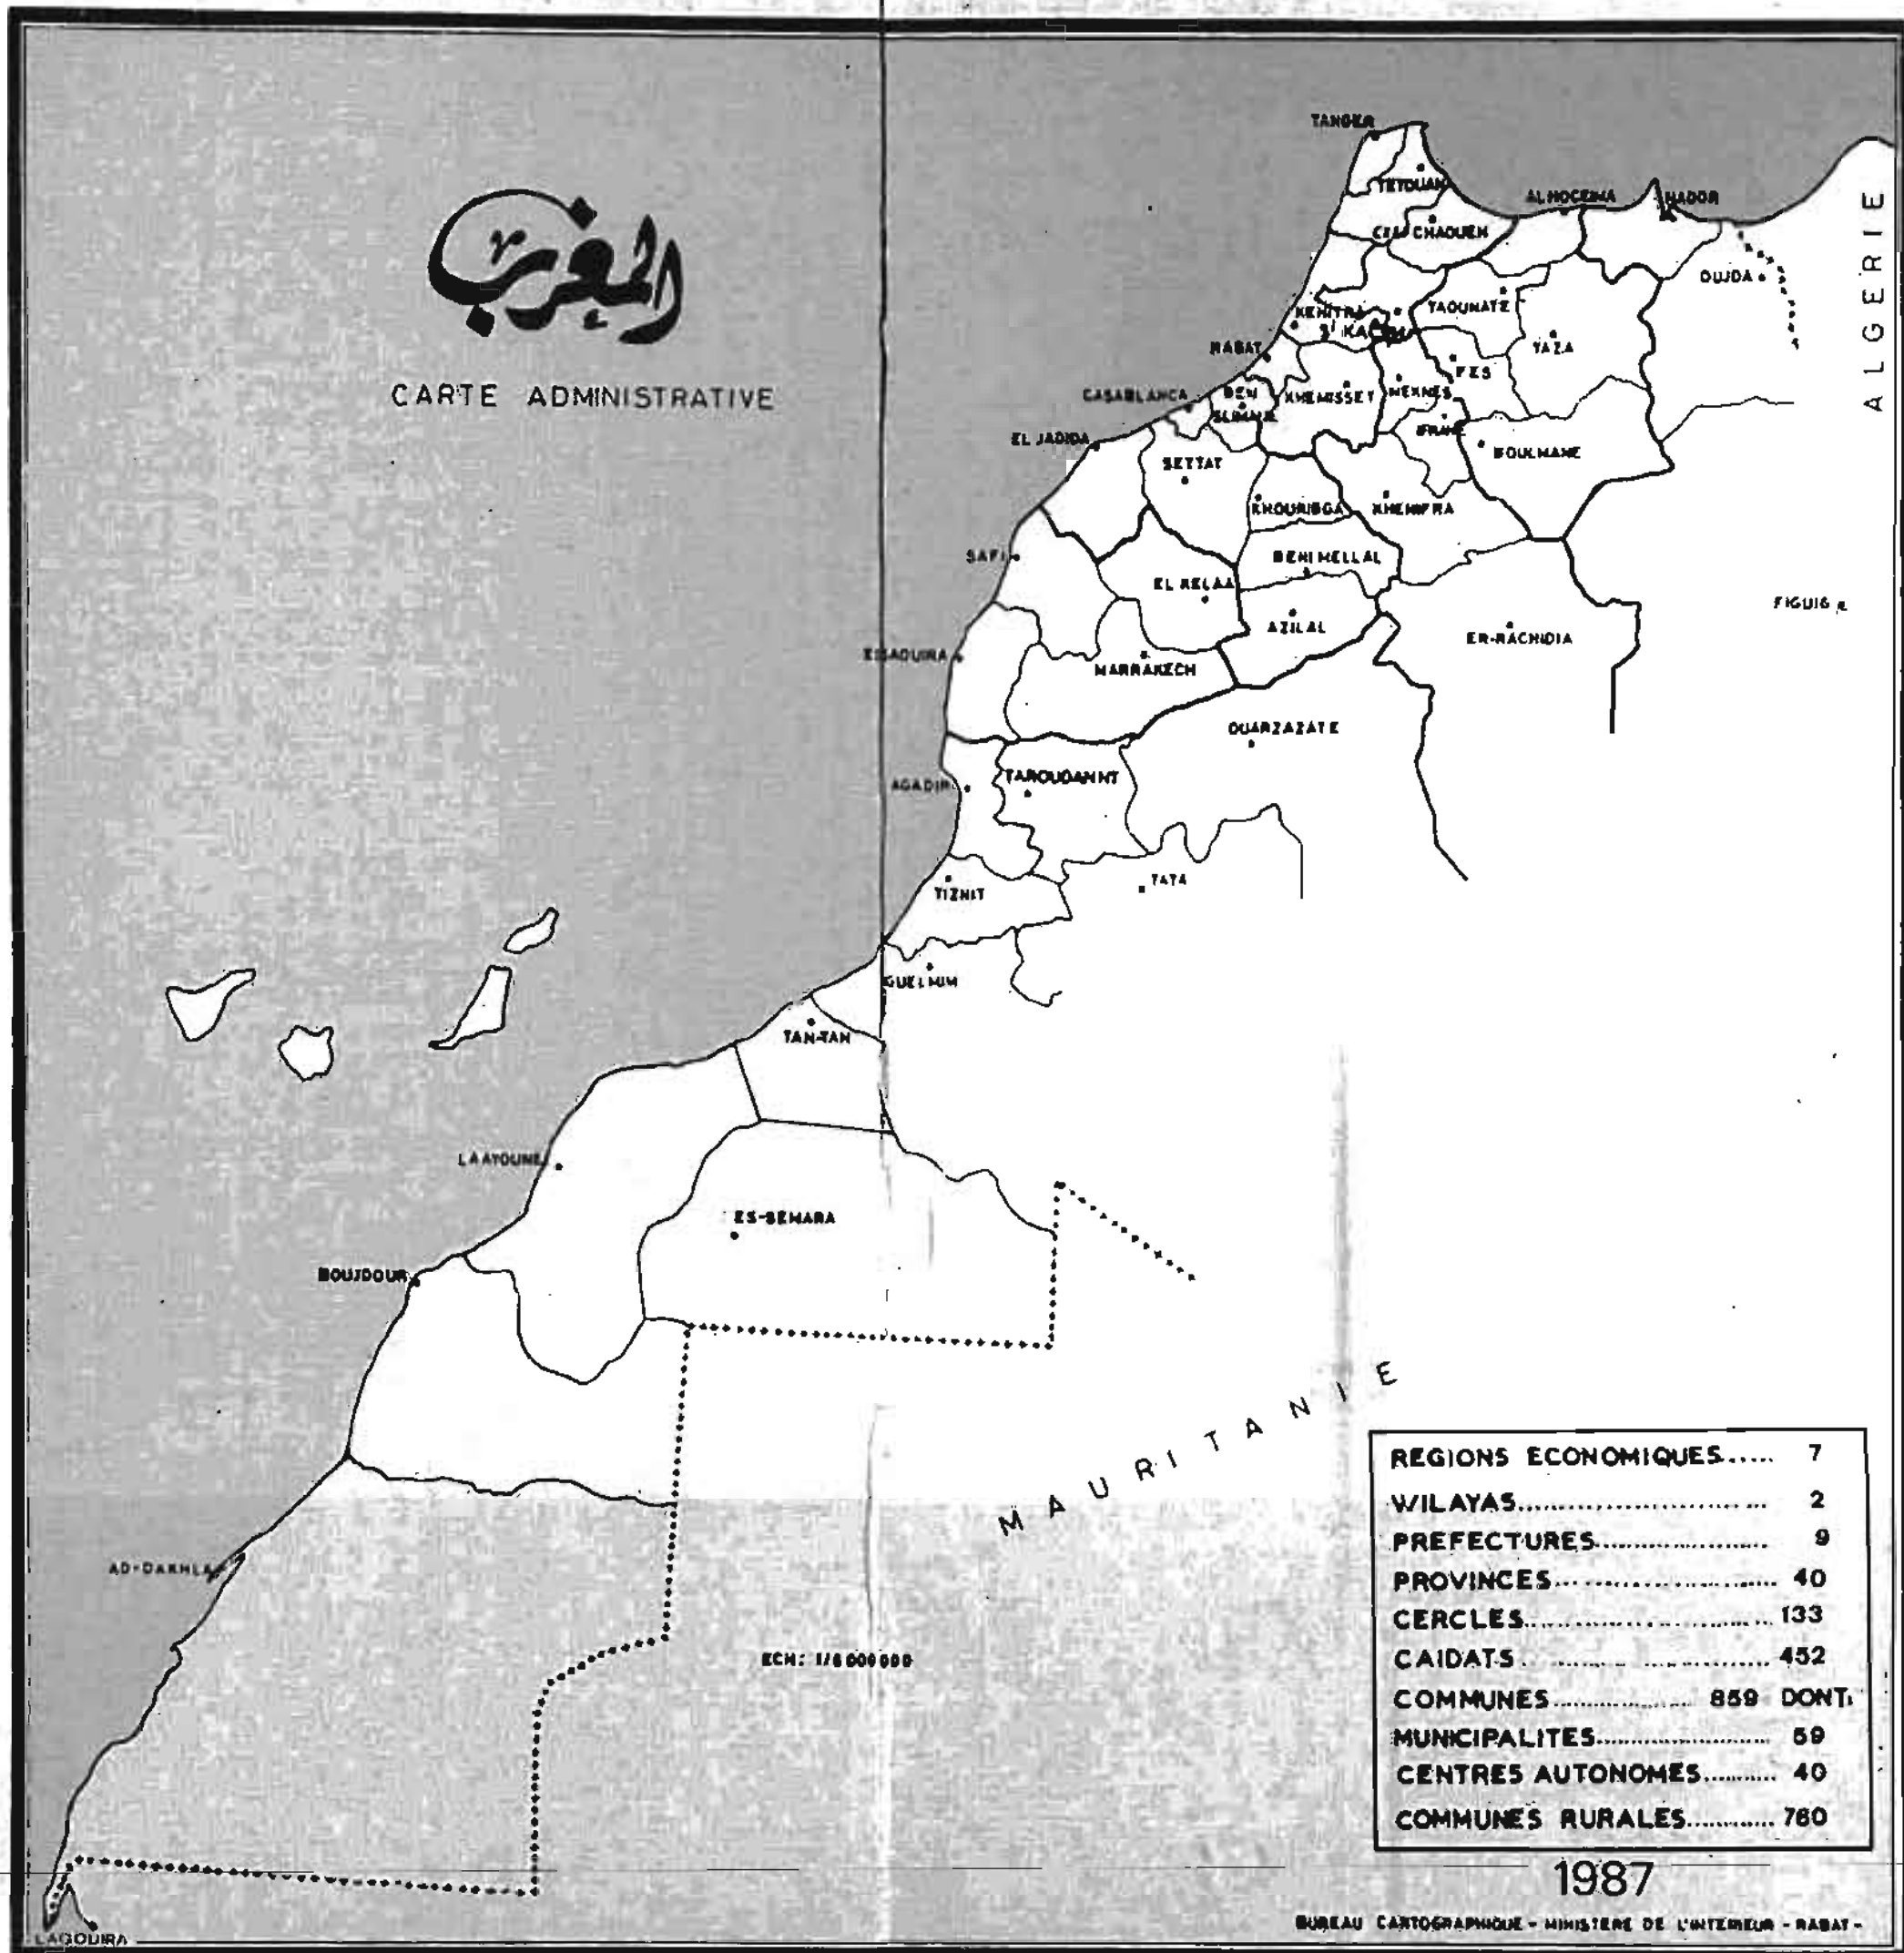 المغرب
CARTE ADMINISTRATIVE
TANGER
TETOUAN
AL HOCEIMA
NADOR
CHAOUEN
OUJDA
ALGERIE
KENITRA
TAOUNATE
SI KACEM
TAZA
RABAT
FES
CASABLANCA
BEN SLIMANE
KHEMISSET
MEKNES
IFRANE
EL JADIDA
BOULMANE
SETTAT
KHOURIBGA
KHENIFRA
SAFI
BENI MELLAL
EL KELAA
FIGUIG
AZILAL
ER-RACHIDIA
ESSAOUIRA
MARRAKECH
OUARZAZATE
TAROUDANNT
AGADIR
TATA
TIZNIT
GUELMIM
TAN-TAN
LAAYOUNE
ES-SEMARA
BOUJDOUR
MAURITANIE
AD-DAKHLA
ECH: 1/6000000
LAGOUIRA
REGIONS ECONOMIQUES...... 7
WILAYAS........................... 2
PREFECTURES..................... 9
PROVINCES........................ 40
CERCLES........................... 133
CAIDATS........................... 452
COMMUNES.................. 859 DONT:
MUNICIPALITES..................... 59
CENTRES AUTONOMES.......... 40
COMMUNES RURALES............ 760
1987
BUREAU CARTOGRAPHIQUE - MINISTERE DE L'INTERIEUR - RABAT -